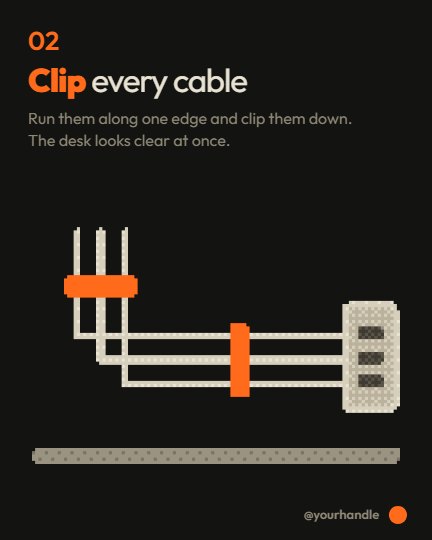 02
Clip every cable
Run them along one edge and clip them down.
The desk looks clear at once.
@yourhandle